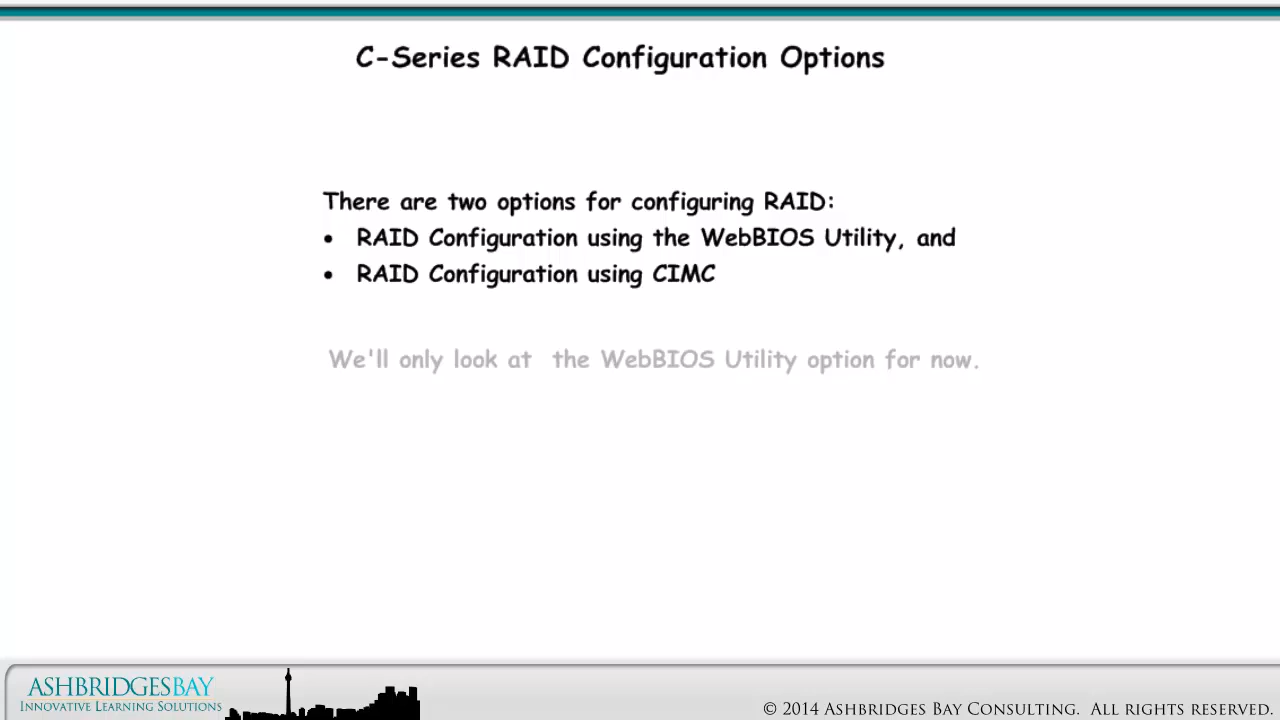 C-Series RAID Configuration Options
There are two options for configuring RAID:
• RAID Configuration using the WebBIOS Utility, and
• RAID Configuration using CIMC
We'll only look at  the WebBIOS Utility option for now.
ASHBRIDGESBAY
INNOVATIVE LEARNING SOLUTIONS
© 2014 ASHBRIDGES BAY CONSULTING.  ALL RIGHTS RESERVED.